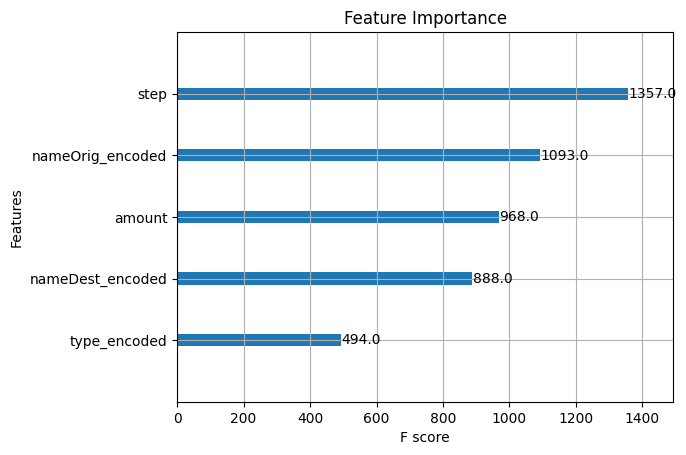 Feature Importance
step
1357.0
nameOrig_encoded
1093.0
amount
968.0
nameDest_encoded
888.0
type_encoded
494.0
Features
0 200 400 600 800 1000 1200 1400
F score